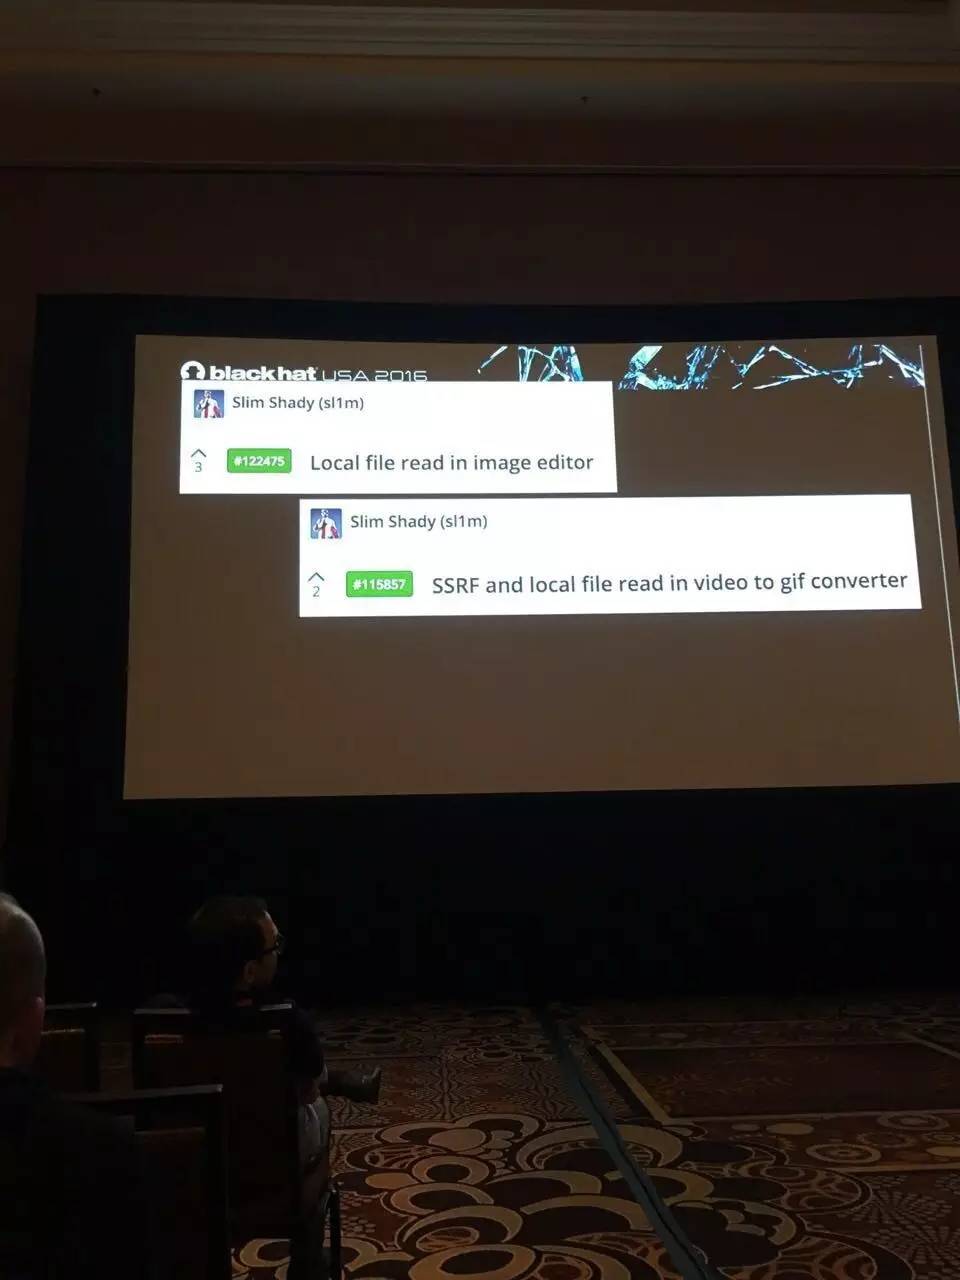 black hat USA 2016
Slim Shady (sl1m)
3
#122475 Local file read in image editor
Slim Shady (sl1m)
2
#115857 SSRF and local file read in video to gif converter